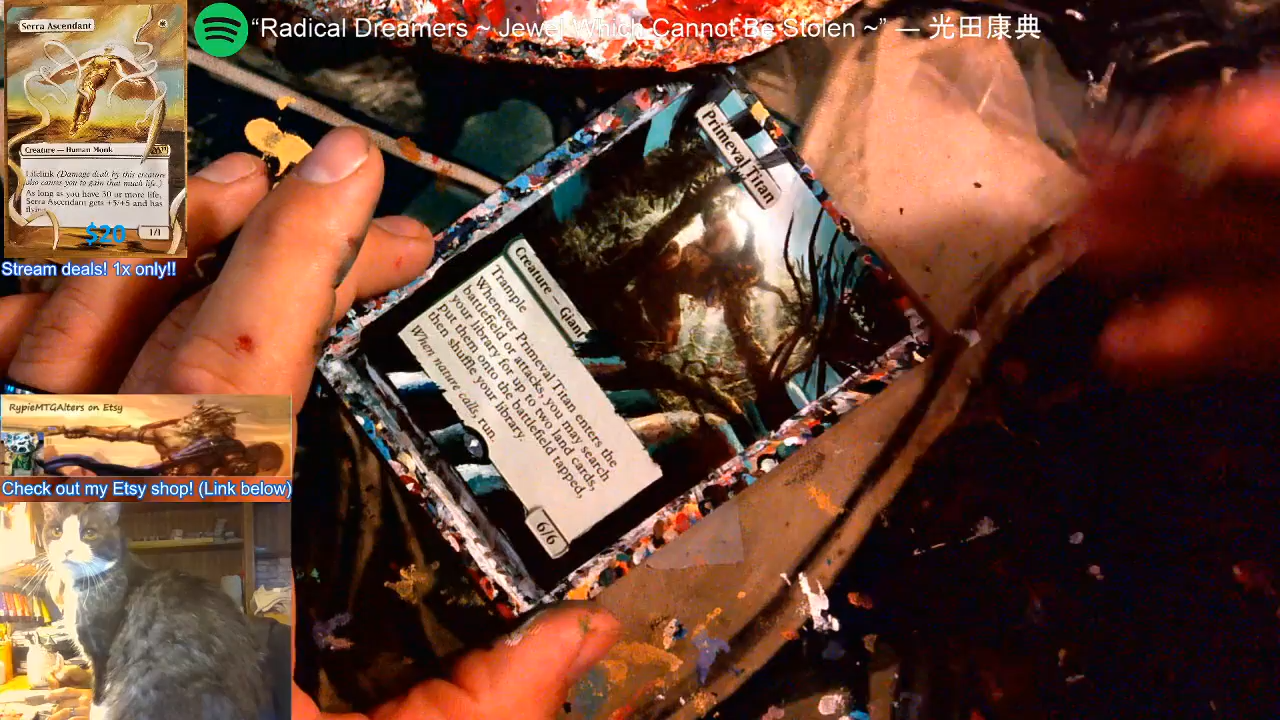 Serra Ascendant
Creature — Human Monk
Lifelink (Damage dealt by this creature
also causes you to gain that much life.)
As long as you have 30 or more life,
Serra Ascendant gets +5/+5 and has
flying.
$20
1/1
Stream deals! 1x only!!
“Radical Dreamers ~ Jewel Which Cannot Be Stolen ~” — 光田康典
Primeval Titan
Creature — Giant
Trample
Whenever Primeval Titan enters the
battlefield or attacks, you may search
your library for up to two land cards,
put them onto the battlefield tapped,
then shuffle your library.
When nature calls, run.
6/6
RypieMTGAlters on Etsy
Check out my Etsy shop! (Link below)